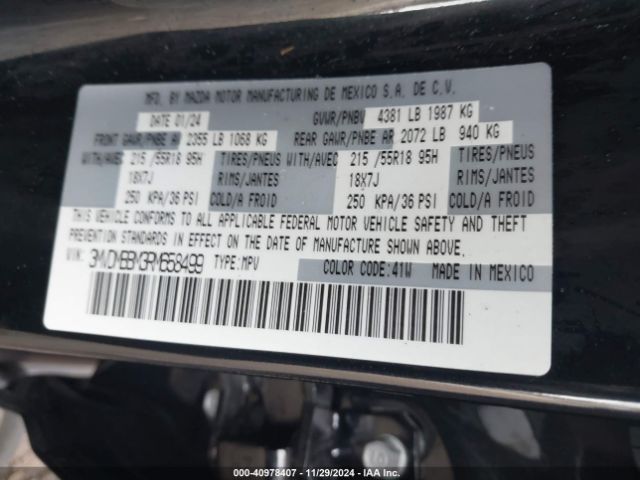 MFD. BY MAZDA MOTOR MANUFACTURING DE MEXICO S.A. DE C.V.
DATE 01/24 GVWR/PNBV 4381 LB 1987 KG
FRONT GAWR/PNBE AV 2355 LB 1068 KG REAR GAWR/PNBE AR 2072 LB 940 KG
WITH/AVEC 215 /55R18 95H TIRES/PNEUS WITH/AVEC 215 /55R18 95H TIRES/PNEUS
18X7J RIMS/JANTES 18X7J RIMS/JANTES
250 KPA/36 PSI COLD/A FROID 250 KPA/36 PSI COLD/A FROID
THIS VEHICLE CONFORMS TO ALL APPLICABLE FEDERAL MOTOR VEHICLE SAFETY AND THEFT
PREVENTION STANDARDS IN EFFECT ON THE DATE OF MANUFACTURE SHOWN ABOVE.
VIN: 3MVDMBBM3RM658499 TYPE:MPV COLOR CODE:41W MADE IN MEXICO
000-40978407 - 11/29/2024 - IAA Inc.